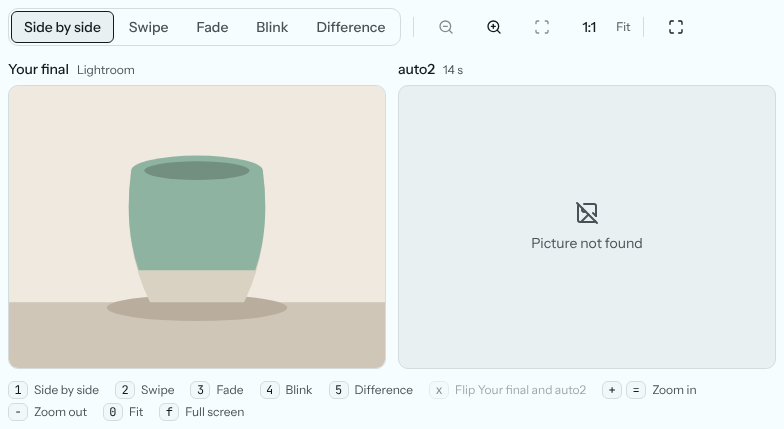 Side by side Swipe Fade Blink Difference 1:1 Fit
Your final Lightroom
auto2 14 s
Picture not found
1 Side by side 2 Swipe 3 Fade 4 Blink 5 Difference x Flip Your final and auto2 + = Zoom in
- Zoom out 0 Fit f Full screen